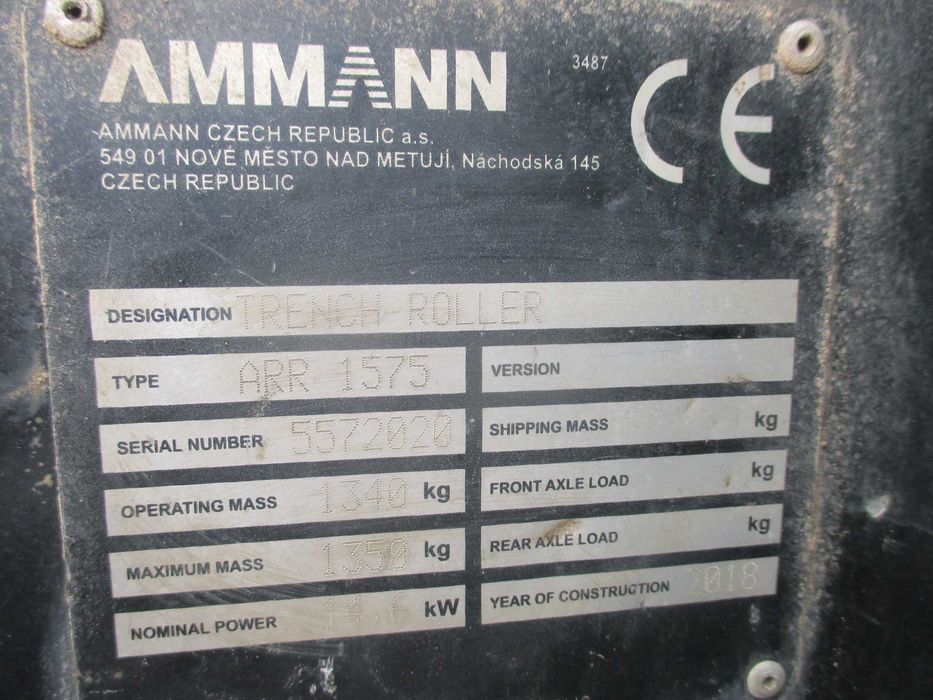 AMMANN
3487
CE
AMMANN CZECH REPUBLIC a.s.
549 01 NOVÉ MĚSTO NAD METUJÍ, Náchodská 145
CZECH REPUBLIC
DESIGNATION TRENCH ROLLER
TYPE ARR 1575
VERSION
SERIAL NUMBER 5572020
SHIPPING MASS kg
OPERATING MASS 1340 kg
FRONT AXLE LOAD kg
MAXIMUM MASS 1350 kg
REAR AXLE LOAD kg
NOMINAL POWER 14,6 kW
YEAR OF CONSTRUCTION 2018